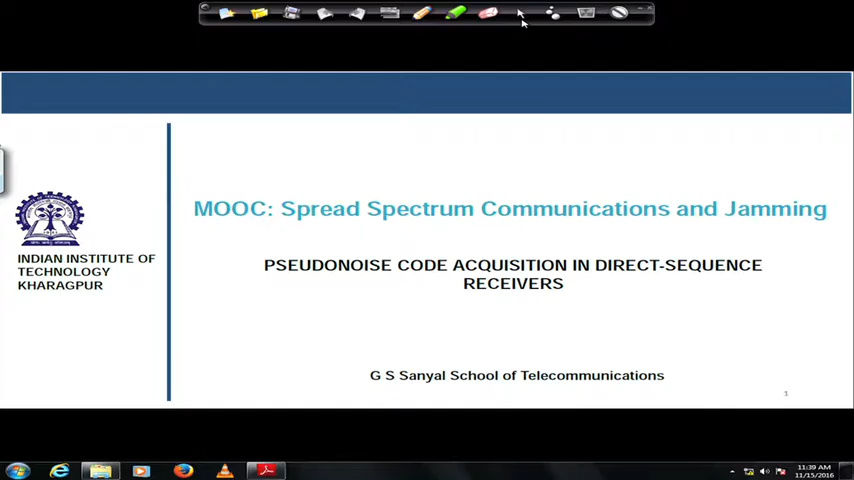 MOOC: Spread Spectrum Communications and Jamming
INDIAN INSTITUTE OF
TECHNOLOGY
KHARAGPUR
PSEUDONOISE CODE ACQUISITION IN DIRECT-SEQUENCE
RECEIVERS
G S Sanyal School of Telecommunications
1
11:39 AM
11/15/2016